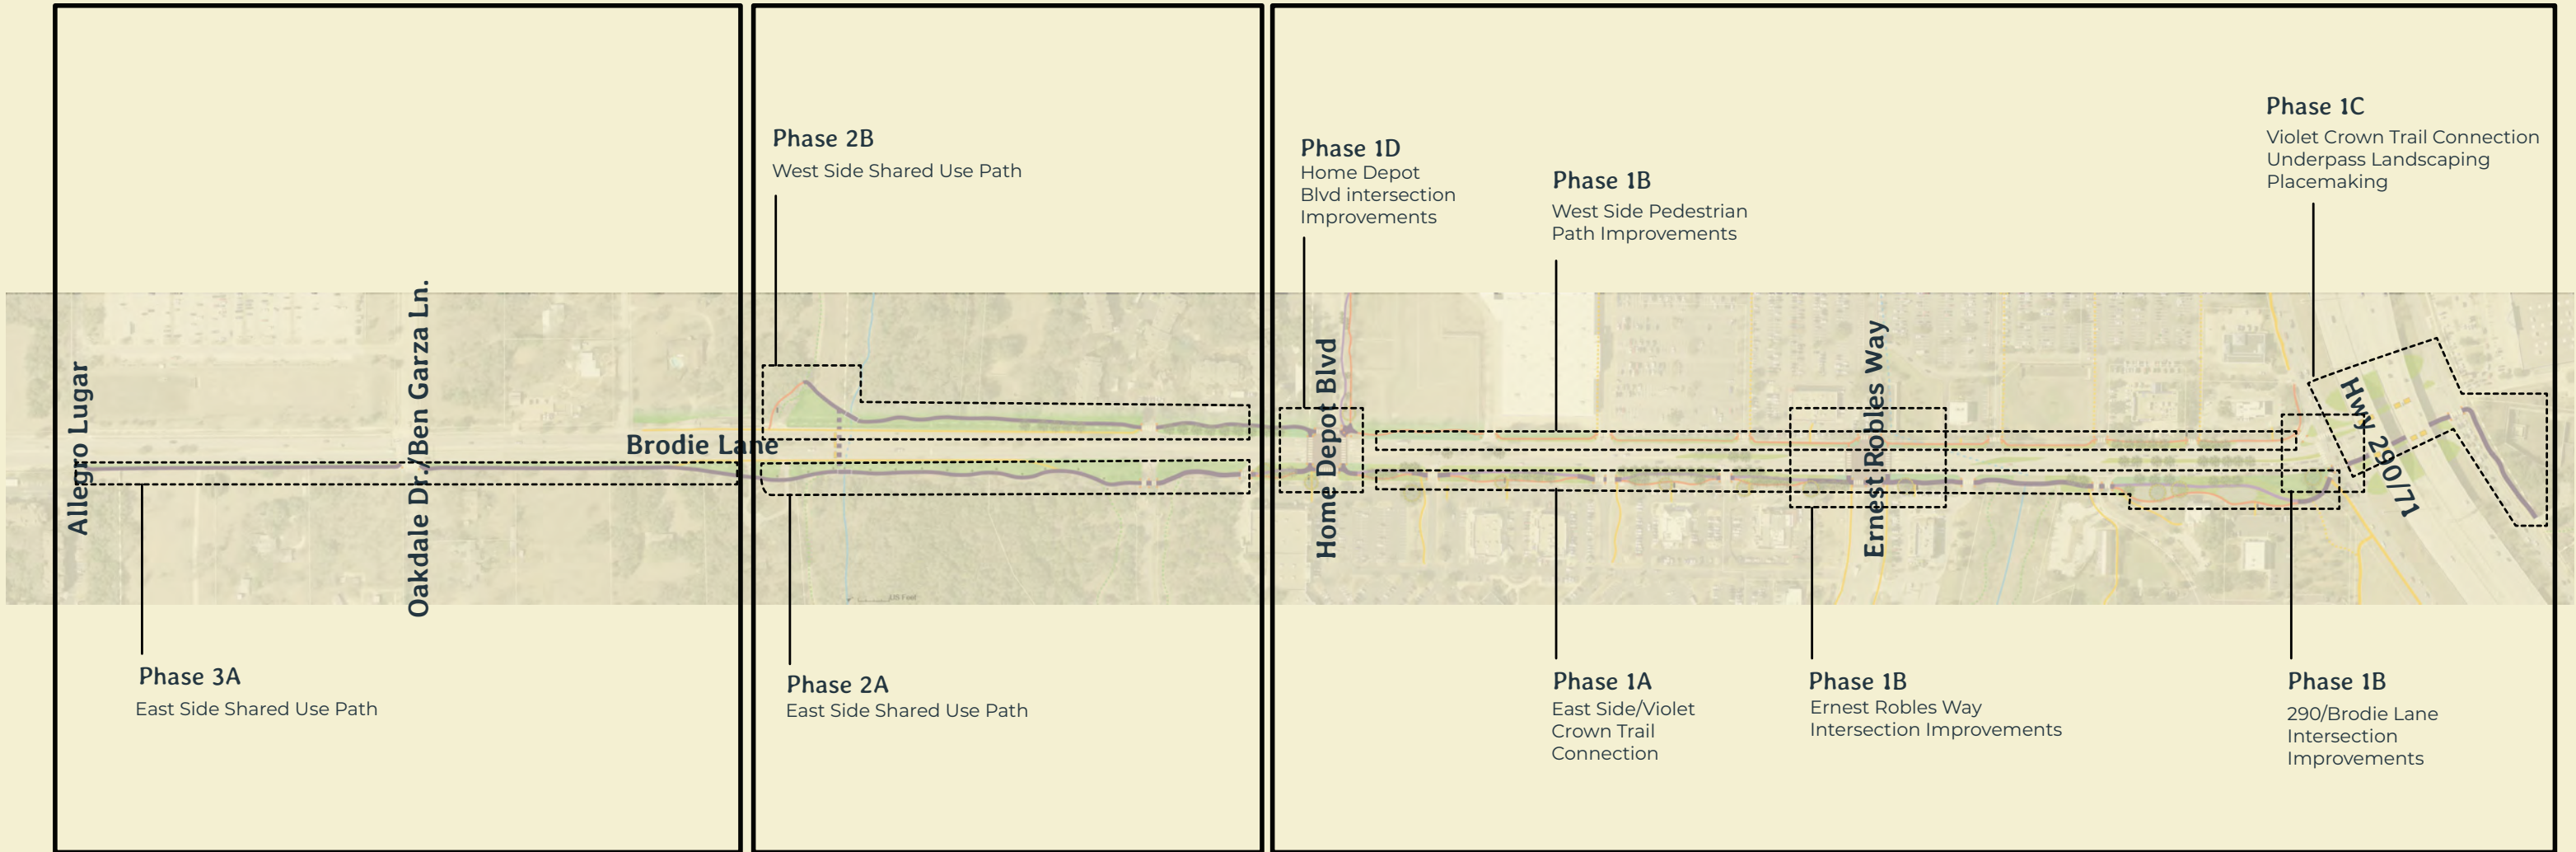 Phase 1C
Violet Crown Trail Connection
Underpass Landscaping
Placemaking
Phase 2B
West Side Shared Use Path
Phase 1D
Home Depot
Blvd intersection
Improvements
Phase 1B
West Side Pedestrian
Path Improvements
Allegro Lugar
Oakdale Dr./Ben Garza Ln.
Brodie Lane
Home Depot Blvd
Ernest Robles Way
Hwy 290/71
Phase 3A
East Side Shared Use Path
Phase 2A
East Side Shared Use Path
Phase 1A
East Side/Violet
Crown Trail
Connection
Phase 1B
Ernest Robles Way
Intersection Improvements
Phase 1B
290/Brodie Lane
Intersection
Improvements